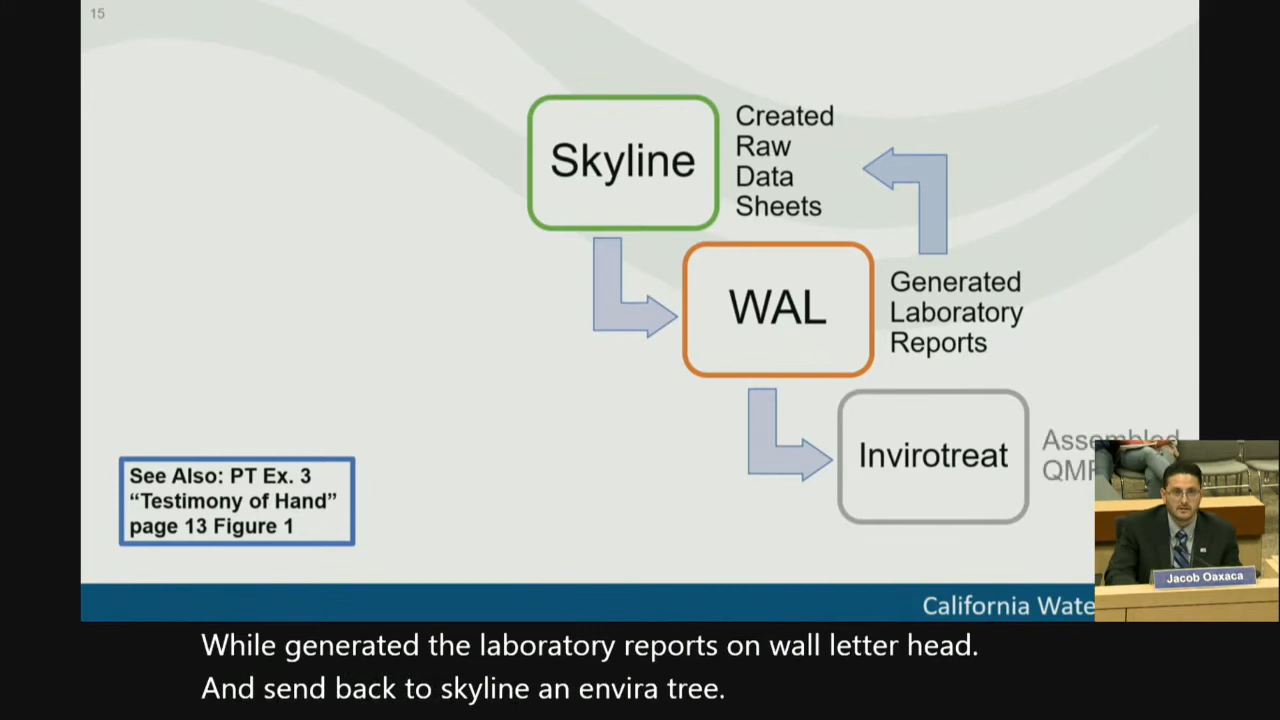 15
Skyline
Created
Raw
Data
Sheets
WAL
Generated
Laboratory
Reports
Invirotreat
Assembled
See Also: PT Ex. 3
“Testimony of Hand”
page 13 Figure 1
Jacob Oaxaca
California
While generated the laboratory reports on wall letter head.
And send back to skyline an envira tree.